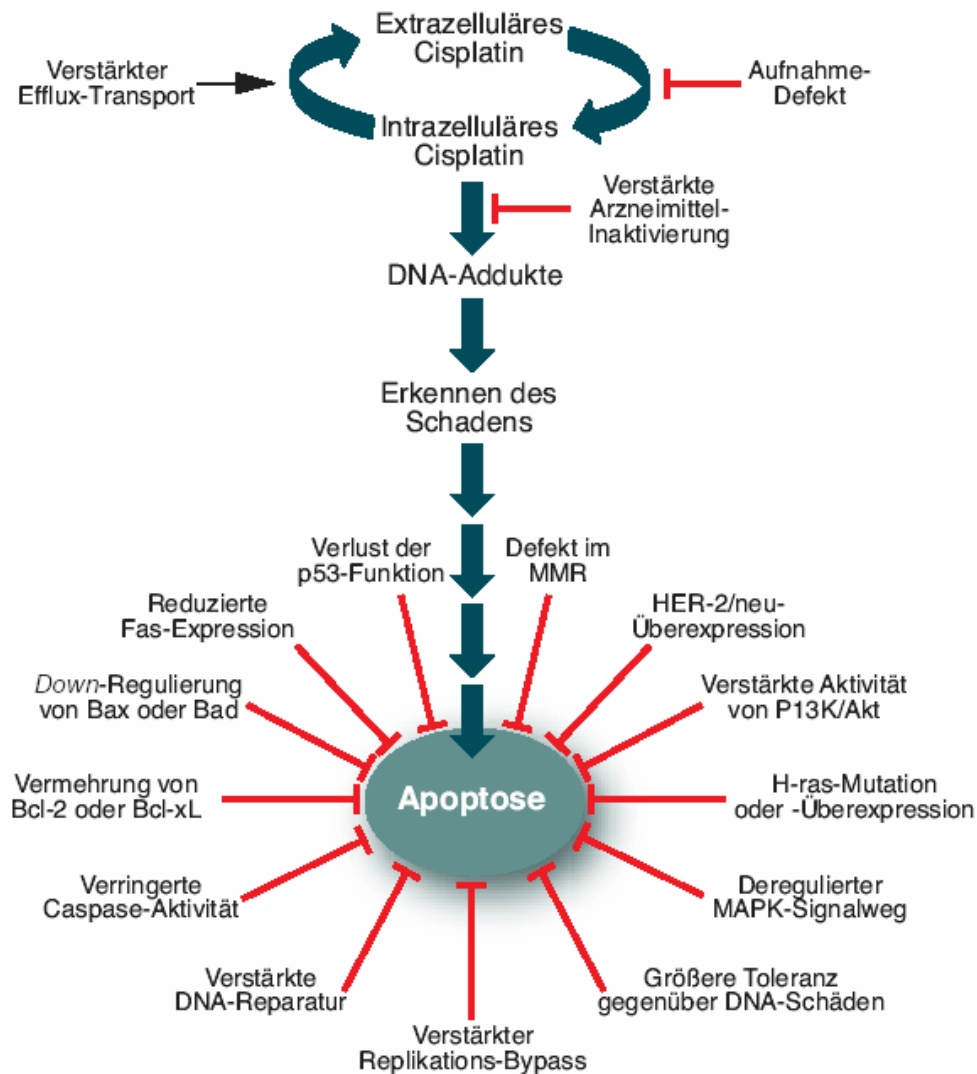 Extrazelluläres
Cisplatin
Verstärkter
Efflux-Transport
Aufnahme-
Defekt
Intrazelluläres
Cisplatin
Verstärkte
Arzneimittel-
Inaktivierung
DNA-Addukte
Erkennen des
Schadens
Verlust der
p53-Funktion
Defekt im
MMR
Reduzierte
Fas-Expression
HER-2/neu-
Überexpression
Down-Regulierung
von Bax oder Bad
Verstärkte Aktivität
von P13K/Akt
Vermehrung von
Bcl-2 oder Bcl-xL
Apoptose
H-ras-Mutation
oder -Überexpression
Verringerte
Caspase-Aktivität
Deregulierter
MAPK-Signalweg
Verstärkte
DNA-Reparatur
Größere Toleranz
gegenüber DNA-Schäden
Verstärkter
Replikations-Bypass